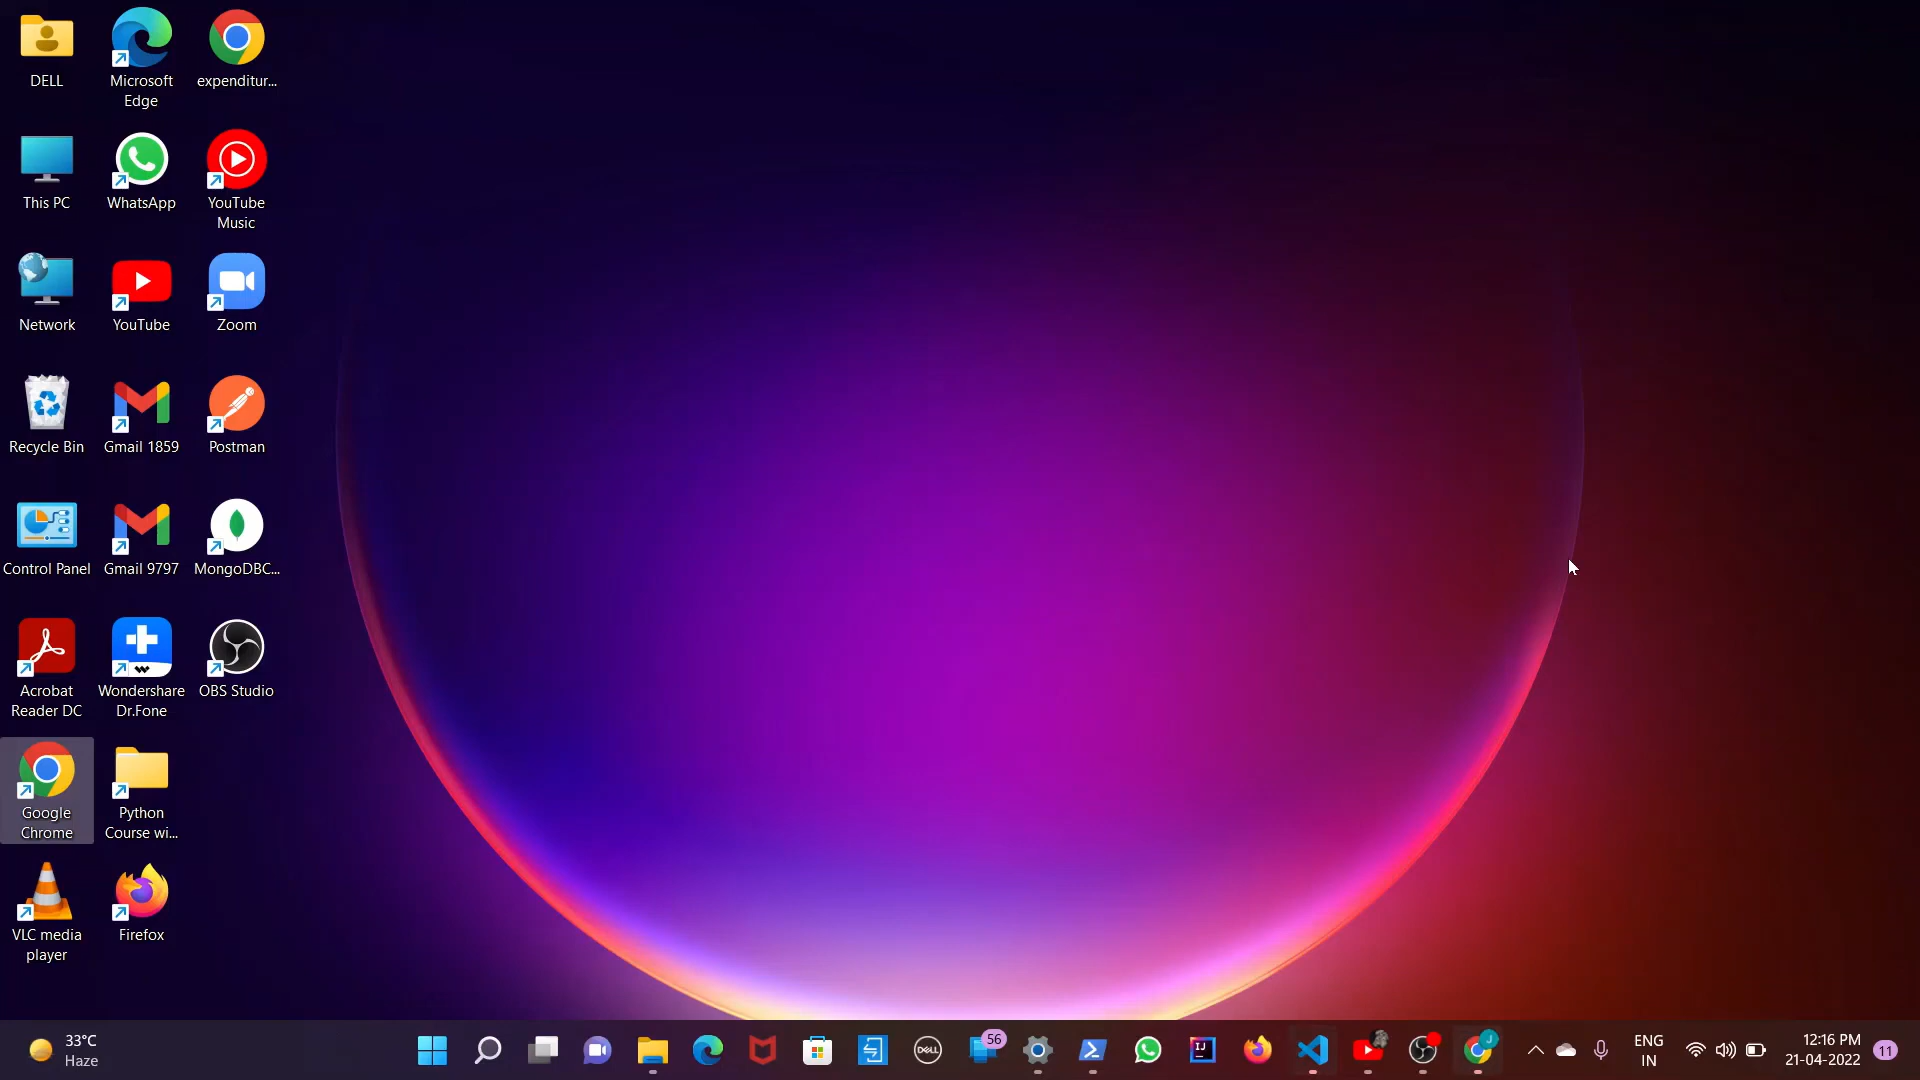 DELL
Microsoft
Edge
expenditur...
This PC
WhatsApp
YouTube
Music
Network
YouTube
Zoom
Recycle Bin
Gmail 1859
Postman
Control Panel
Gmail 9797
MongoDBC...
Acrobat
Reader DC
Wondershare
Dr.Fone
OBS Studio
Google
Chrome
Python
Course wi...
VLC media
player
Firefox
33°C
Haze
DELL
56
IJ
J
ENG
IN
12:16 PM
21-04-2022
11